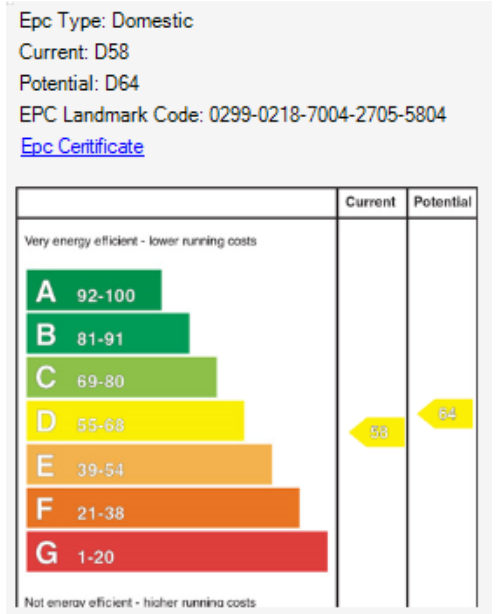 Epc Type: Domestic
Current: D58
Potential: D64
EPC Landmark Code: 0299-0218-7004-2705-5804
Epc Ceritificate
Current Potential
Very energy efficient - lower running costs
A 92-100
B 81-91
C 69-80
D 55-68
58
64
E 39-54
F 21-38
G 1-20
Not energy efficient - higher running costs